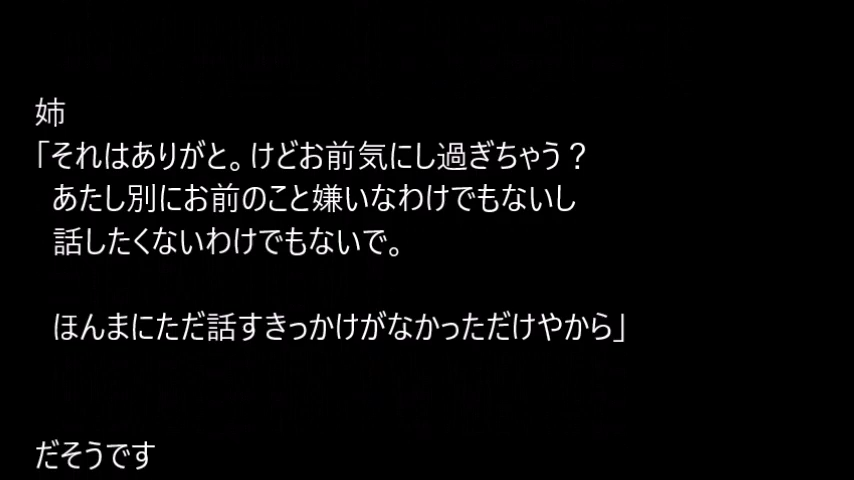 姉
「それはありがと。けどお前気にし過ぎちゃう？
あたし別にお前のこと嫌いなわけでもないし
話したくないわけでもないで。
ほんまにただ話すきっかけがなかっただけやから」
だそうです